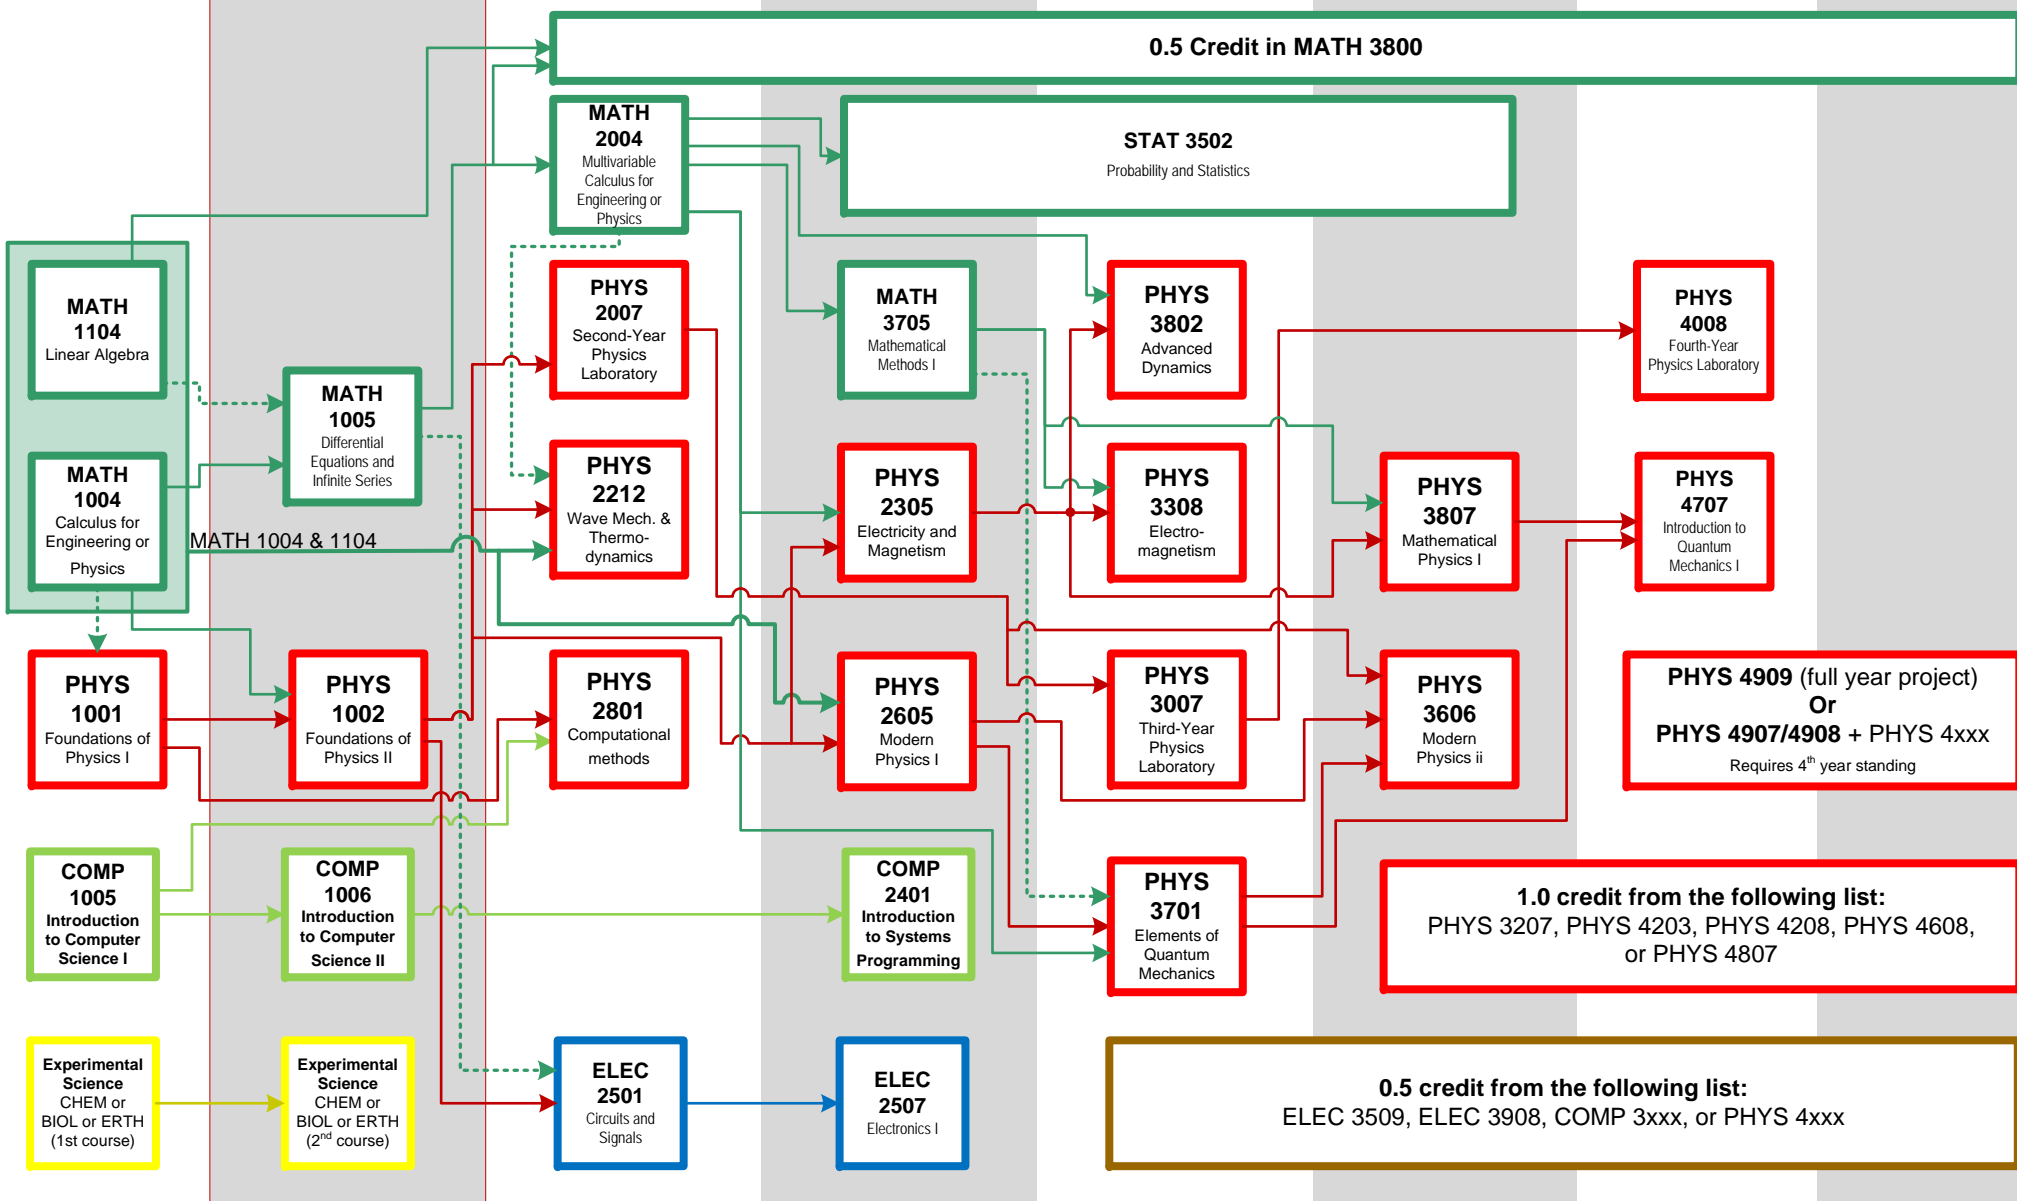 0.5 Credit in MATH 3800
MATH
2004
Multivariable
Calculus for
Engineering or
Physics
STAT 3502
Probability and Statistics
MATH
1104
Linear Algebra
MATH
1005
Differential
Equations and
Infinite Series
PHYS
2007
Second-Year
Physics
Laboratory
MATH
3705
Mathematical
Methods I
PHYS
3802
Advanced
Dynamics
PHYS
4008
Fourth-Year
Physics Laboratory
MATH
1004
Calculus for
Engineering or
Physics
MATH 1004 & 1104
PHYS
2212
Wave Mech. &
Thermo-
dynamics
PHYS
2305
Electricity and
Magnetism
PHYS
3308
Electro-
magnetism
PHYS
3807
Mathematical
Physics I
PHYS
4707
Introduction to
Quantum
Mechanics I
PHYS
1001
Foundations of
Physics I
PHYS
1002
Foundations of
Physics II
PHYS
2801
Computational
methods
PHYS
2605
Modern
Physics I
PHYS
3007
Third-Year
Physics
Laboratory
PHYS
3606
Modern
Physics ii
PHYS 4909 (full year project)
Or
PHYS 4907/4908 + PHYS 4xxx
Requires 4th year standing
COMP
1005
Introduction
to Computer
Science I
COMP
1006
Introduction
to Computer
Science II
COMP
2401
Introduction
to Systems
Programming
PHYS
3701
Elements of
Quantum
Mechanics
1.0 credit from the following list:
PHYS 3207, PHYS 4203, PHYS 4208, PHYS 4608,
or PHYS 4807
Experimental
Science
CHEM or
BIOL or ERTH
(1st course)
Experimental
Science
CHEM or
BIOL or ERTH
(2nd course)
ELEC
2501
Circuits and
Signals
ELEC
2507
Electronics I
0.5 credit from the following list:
ELEC 3509, ELEC 3908, COMP 3xxx, or PHYS 4xxx